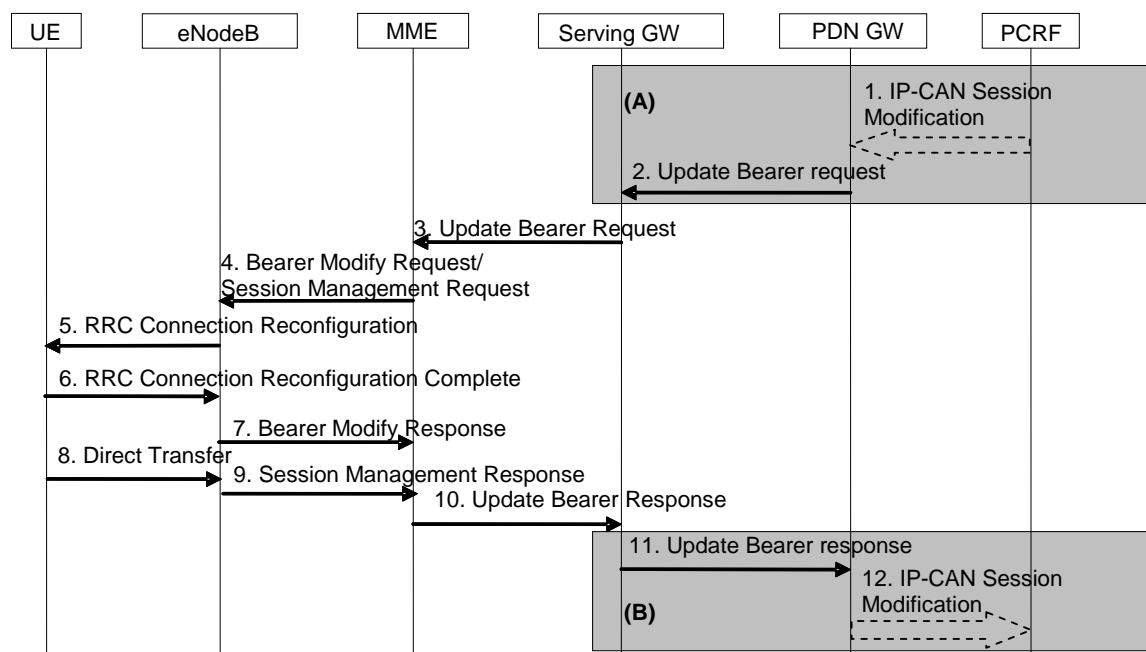 UE eNodeB MME Serving GW PDN GW PCRF
(A)
1. IP-CAN Session
Modification
2. Update Bearer request
3. Update Bearer Request
4. Bearer Modify Request/
Session Management Request
5. RRC Connection Reconfiguration
6. RRC Connection Reconfiguration Complete
7. Bearer Modify Response
8. Direct Transfer
9. Session Management Response
10. Update Bearer Response
11. Update Bearer response
12. IP-CAN Session
Modification
(B)